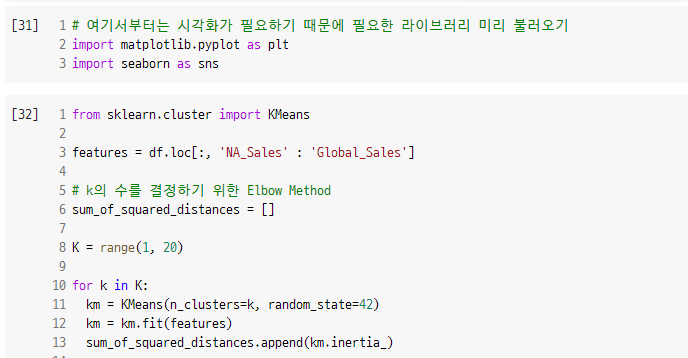 [31] 1 # 여기서부터는 시각화가 필요하기 때문에 필요한 라이브러리 미리 불러오기
2 import matplotlib.pyplot as plt
3 import seaborn as sns
[32] 1 from sklearn.cluster import KMeans
2
3 features = df.loc[:, 'NA_Sales' : 'Global_Sales']
4
5 # k의 수를 결정하기 위한 Elbow Method
6 sum_of_squared_distances = []
7
8 K = range(1, 20)
9
10 for k in K:
11   km = KMeans(n_clusters=k, random_state=42)
12   km = km.fit(features)
13   sum_of_squared_distances.append(km.inertia_)